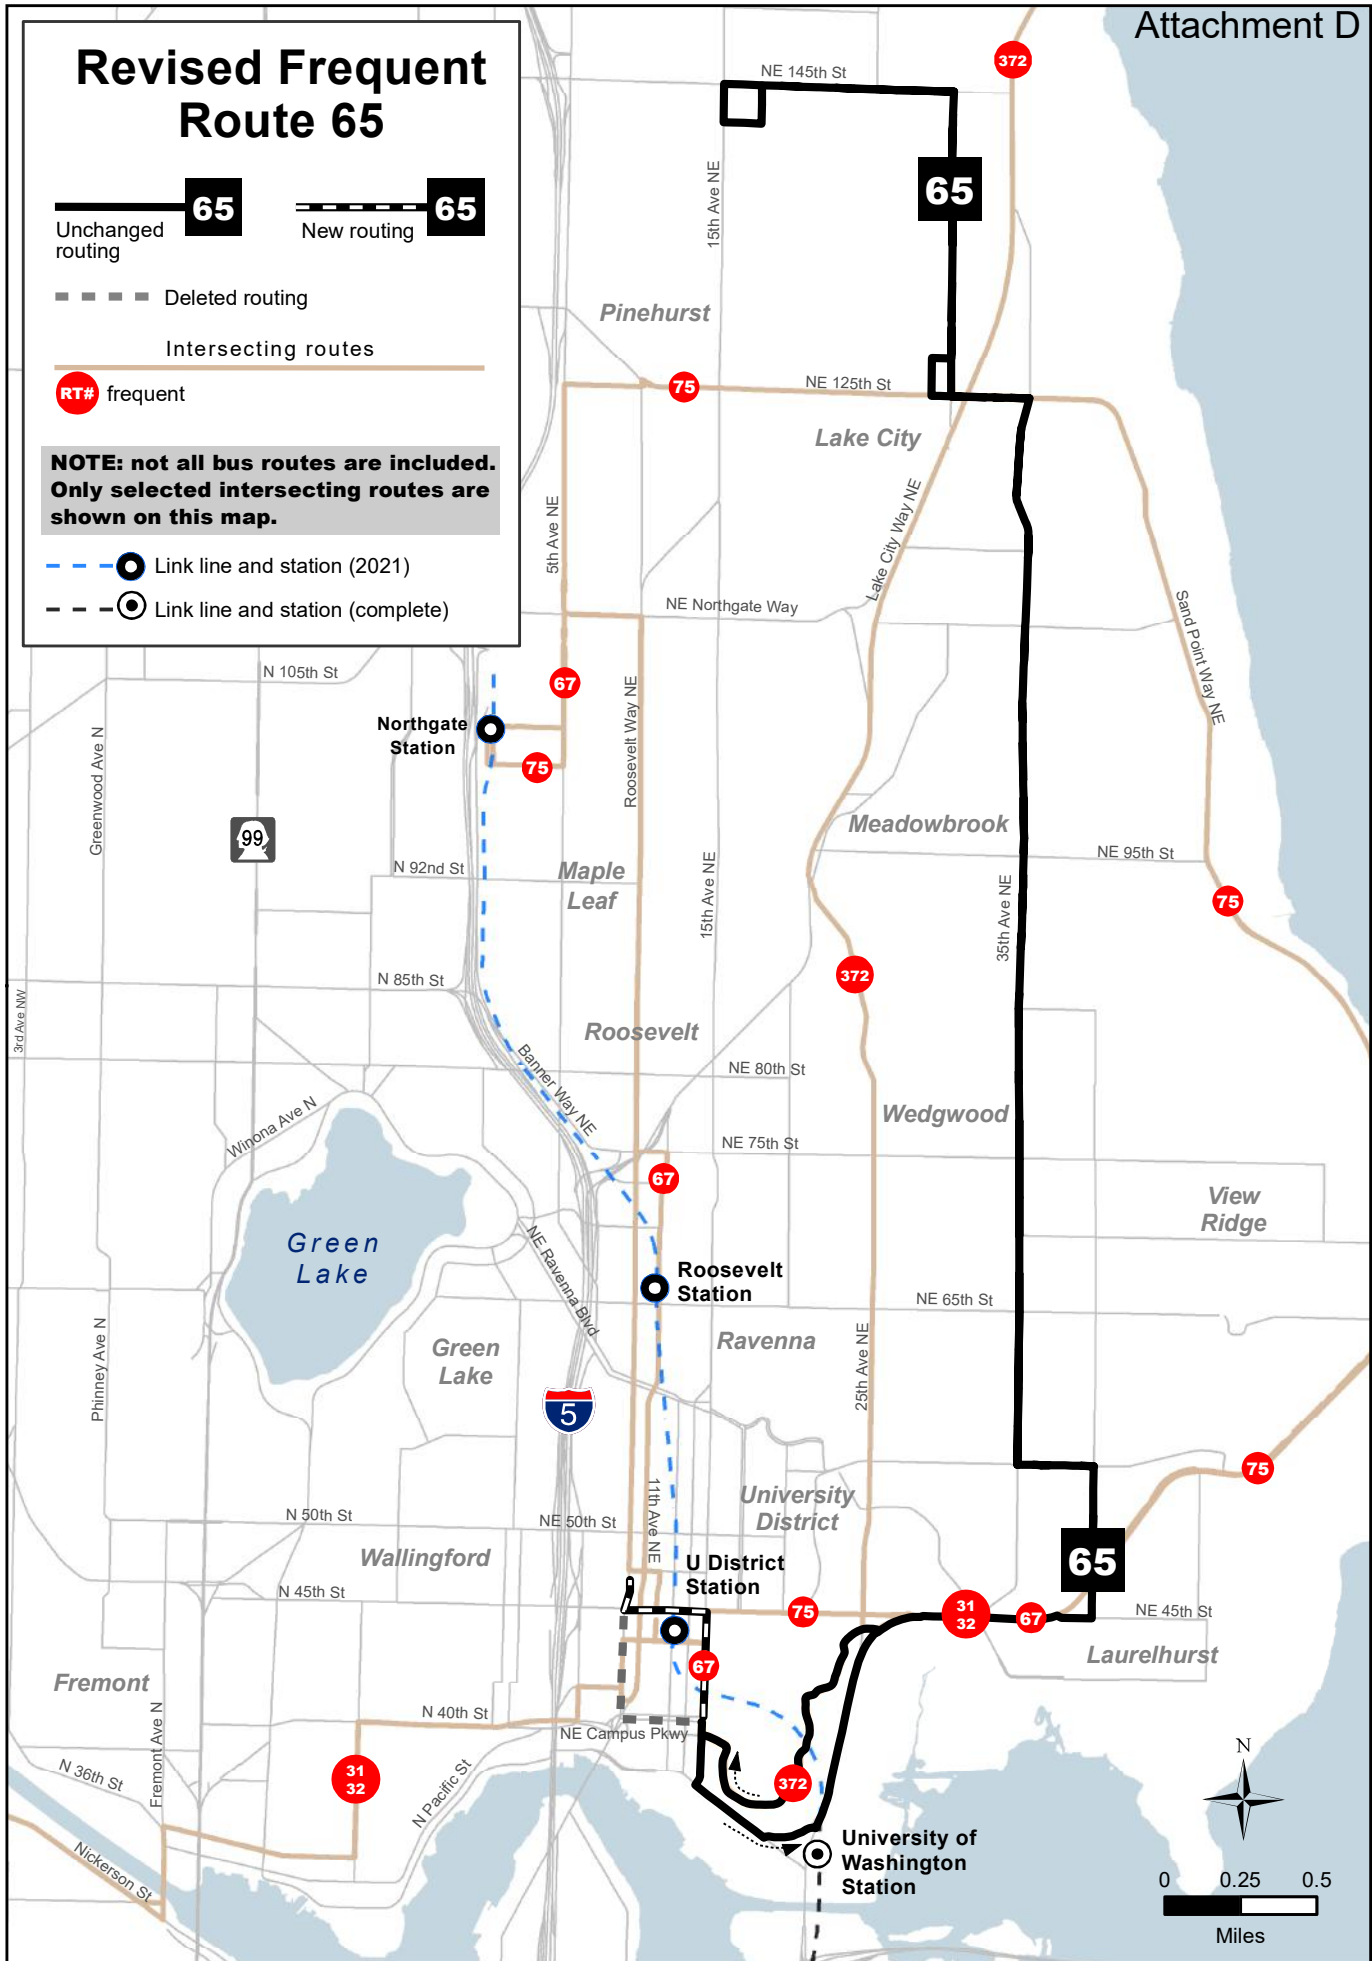 Attachment D
Revised Frequent
Route 65
65
65
Unchanged
routing
New routing
Deleted routing
Intersecting routes
RT#
frequent
NOTE: not all bus routes are included.
Only selected intersecting routes are
shown on this map.
Link line and station (2021)
Link line and station (complete)
372
NE 145th St
65
15th Ave NE
Pinehurst
75
NE 125th St
Lake City
Lake City Way NE
5th Ave NE
NE Northgate Way
Sand Point Way NE
N 105th St
67
Roosevelt Way NE
Northgate
Station
75
Greenwood Ave N
99
Meadowbrook
NE 95th St
N 92nd St
Maple
Leaf
15th Ave NE
35th Ave NE
75
372
N 85th St
3rd Ave NW
Roosevelt
Banner Way NE
NE 80th St
Wedgwood
Winona Ave N
NE 75th St
67
View
Ridge
Green
Lake
NE Ravenna Blvd
Roosevelt
Station
NE 65th St
Phinney Ave N
Green
Lake
Ravenna
25th Ave NE
5
75
11th Ave NE
University
District
N 50th St
NE 50th St
Wallingford
U District
Station
65
N 45th St
75
31
32
67
NE 45th St
Laurelhurst
67
Fremont
Fremont Ave N
N 40th St
NE Campus Pkwy
N 36th St
31
32
N Pacific St
372
N
University of
Washington
Station
Nickerson St
0 0.25 0.5
Miles